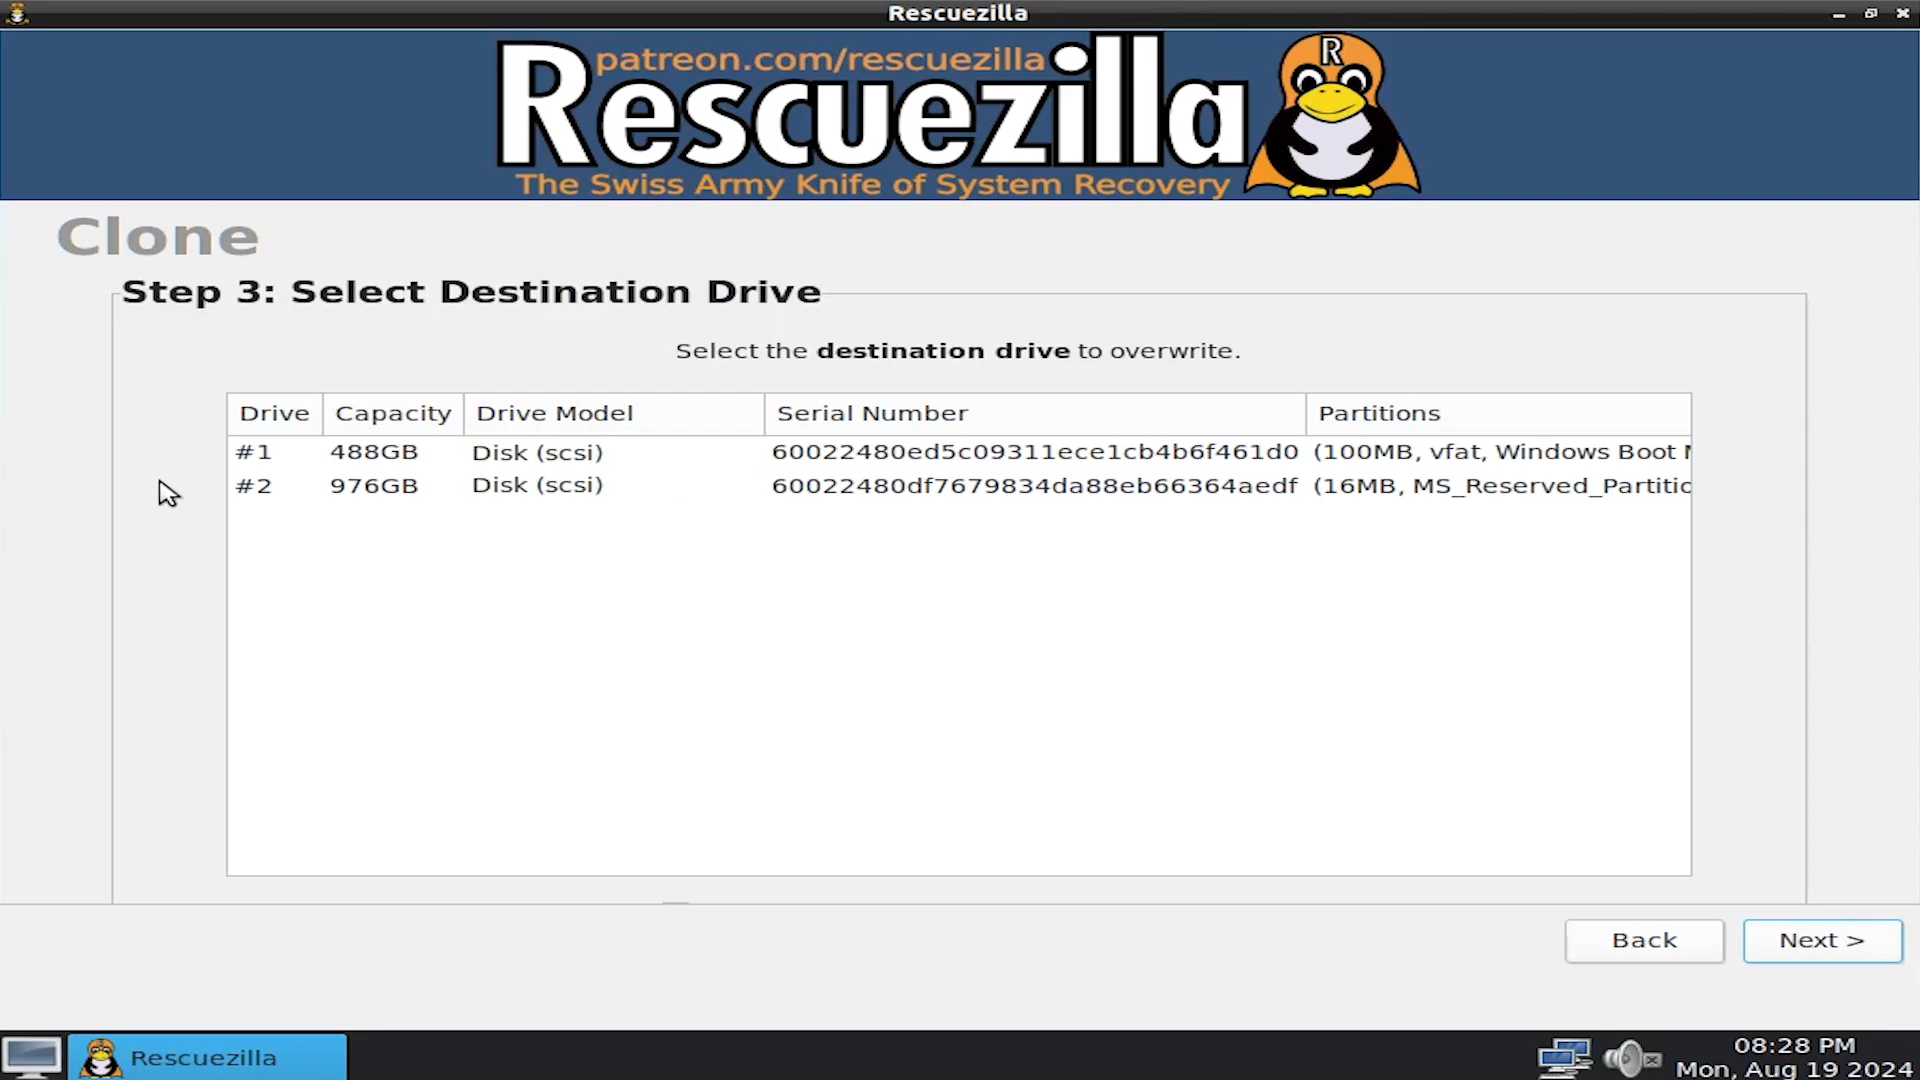 Rescuezilla
patreon.com/rescuezilla
R
Rescuezilla
The Swiss Army Knife of System Recovery
Clone
Step 3: Select Destination Drive
Select the destination drive to overwrite.
Drive Capacity Drive Model Serial Number Partitions
#1 488GB Disk (scsi) 60022480ed5c09311ece1cb4b6f461d0 (100MB, vfat, Windows Boot
#2 976GB Disk (scsi) 60022480df7679834da88eb66364aedf (16MB, MS_Reserved_Partitic
Back Next >
Rescuezilla
08:28 PM
Mon, Aug 19 2024